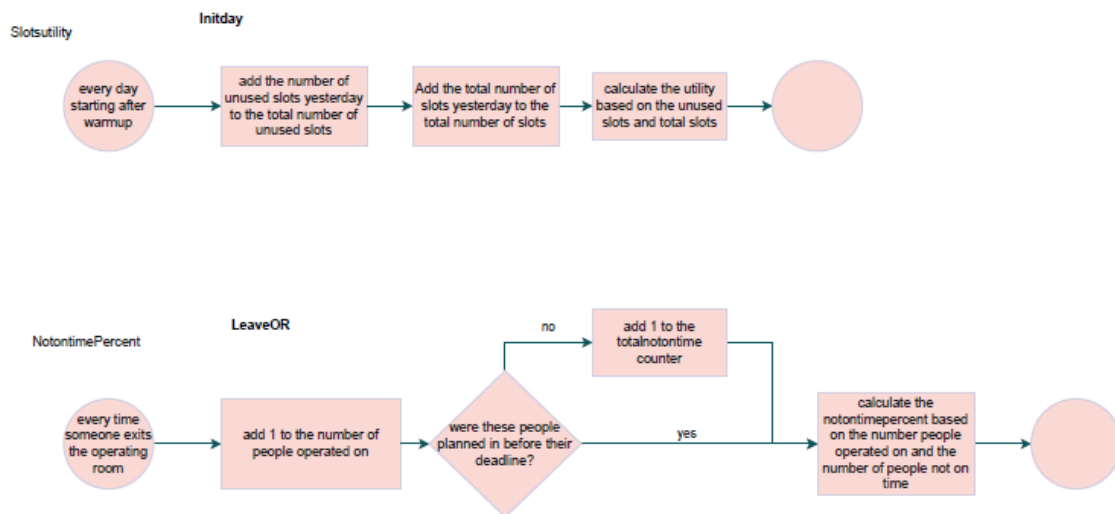 Initday
Slotsutility
every day
starting after
warmup
add the number of
unused slots yesterday
to the total number of
unused slots
Add the total number of
slots yesterday to the
total number of slots
calculate the utility
based on the unused
slots and total slots
LeaveOR
NotontimePercent
every time
someone exits
the operating
room
add 1 to the number of
people operated on
were these people
planned in before their
deadline?
no
add 1 to the
totalnotontime
counter
yes
calculate the
notontimepercent based
on the number people
operated on and the
number of people not on
time